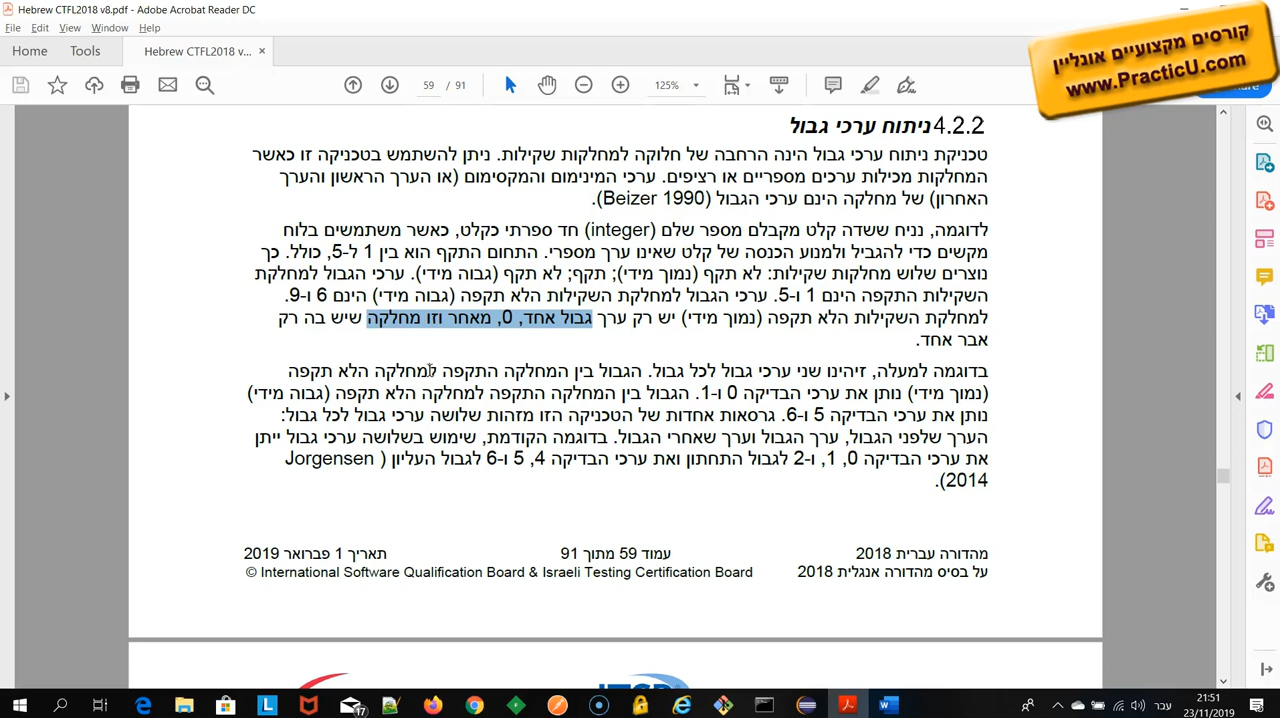 Hebrew CTFL2018 v8.pdf - Adobe Acrobat Reader DC
File Edit View Window Help
Home Tools Hebrew CTFL2018 v... ×
59 / 91 125%
קורסים מקצועיים אונליין
www.PracticU.com
4.2.2 ניתוח ערכי גבול
טכניקת ניתוח ערכי גבול הינה הרחבה של חלוקה למחלקות שקילות. ניתן להשתמש בטכניקה זו כאשר
המחלקות מכילות ערכים מספריים או רציפים. ערכי המינימום והמקסימום (או הערך הראשון והערך
האחרון) של מחלקה הינם ערכי הגבול (Beizer 1990).
לדוגמה, נניח ששדה קלט מקבלם מספר שלם (integer) חד ספרתי כקלט, כאשר משתמשים בלוח
מקשים כדי להגביל ולמנוע הכנסה של קלט שאינו ערך מספרי. התחום התקף הוא בין 1 ל-5, כולל. כך
נוצרים שלוש מחלקות שקילות: לא תקף (נמוך מידי); תקף; לא תקף (גבוה מידי). ערכי הגבול למחלקת
השקילות התקפה הינם 1 ו-5. ערכי הגבול למחלקת השקילות הלא תקפה (גבוה מידי) הינם 6 ו-9.
למחלקת השקילות הלא תקפה (נמוך מידי) יש רק ערך גבול אחד, 0, מאחר וזו מחלקה שיש בה רק
אבר אחד.
בדוגמה למעלה, זיהינו שני ערכי גבול לכל גבול. הגבול בין המחלקה התקפה למחלקה הלא תקפה
(נמוך מידי) נותן את ערכי הבדיקה 0 ו-1. הגבול בין המחלקה התקפה למחלקה הלא תקפה (גבוה מידי)
נותן את ערכי הבדיקה 5 ו-6. גרסאות אחדות של הטכניקה הזו מזהות שלושה ערכי גבול לכל גבול:
הערך שלפני הגבול, ערך הגבול וערך שאחרי הגבול. בדוגמה הקודמת, שימוש בשלושה ערכי גבול ייתן
את ערכי הבדיקה 0, 1, ו-2 לגבול התחתון ואת ערכי הבדיקה 4, 5 ו-6 לגבול העליון ( Jorgensen
2014).
מהדורה עברית 2018 עמוד 59 מתוך 91 תאריך 1 פברואר 2019
על בסיס מהדורה אנגלית 2018 © International Software Qualification Board & Israeli Testing Certification Board
17
עבר
21:51
23/11/2019